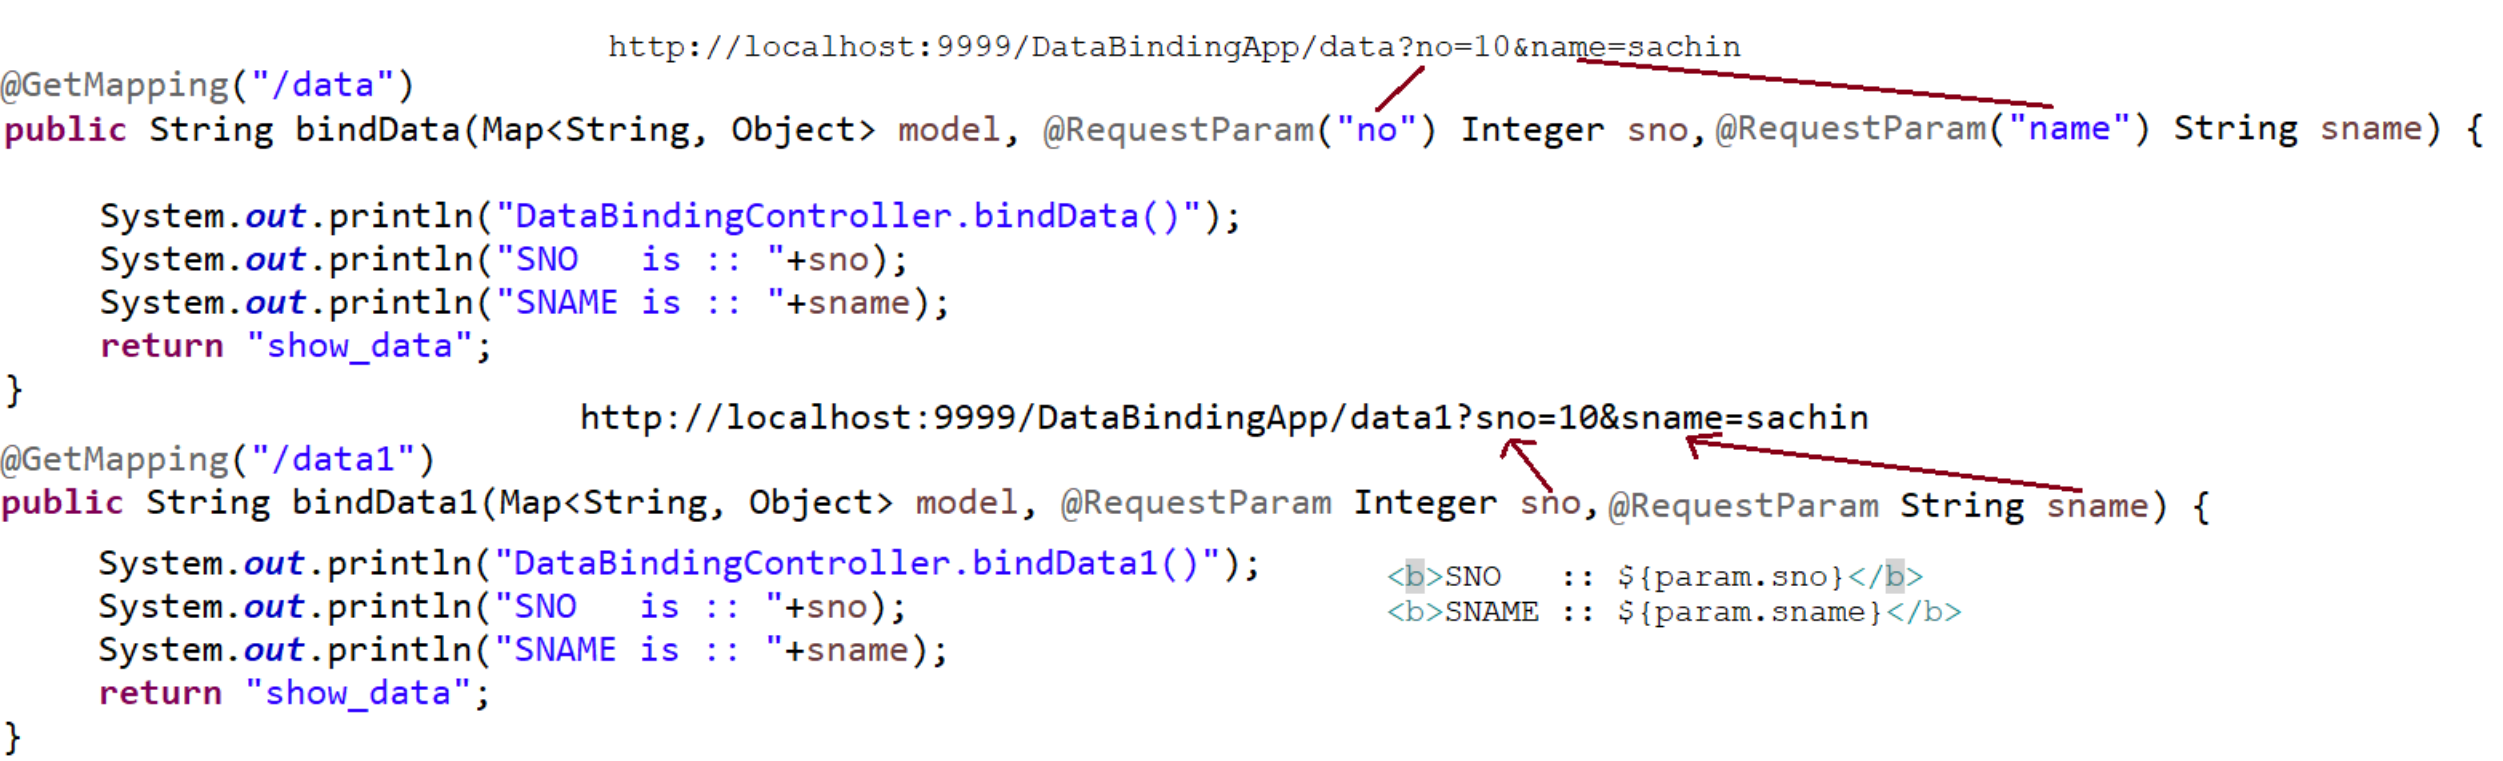 http://localhost:9999/DataBindingApp/data?no=10&name=sachin
@GetMapping("/data")
public String bindData(Map<String, Object> model, @RequestParam("no") Integer sno, @RequestParam("name") String sname) {
System.out.println("DataBindingController.bindData()");
System.out.println("SNO   is :: "+sno);
System.out.println("SNAME is :: "+sname);
return "show_data";
}
http://localhost:9999/DataBindingApp/data1?sno=10&sname=sachin
@GetMapping("/data1")
public String bindData1(Map<String, Object> model, @RequestParam Integer sno, @RequestParam String sname) {
System.out.println("DataBindingController.bindData1()");
<b>SNO   :: ${param.sno}</b>
System.out.println("SNO   is :: "+sno);
<b>SNAME :: ${param.sname}</b>
System.out.println("SNAME is :: "+sname);
return "show_data";
}